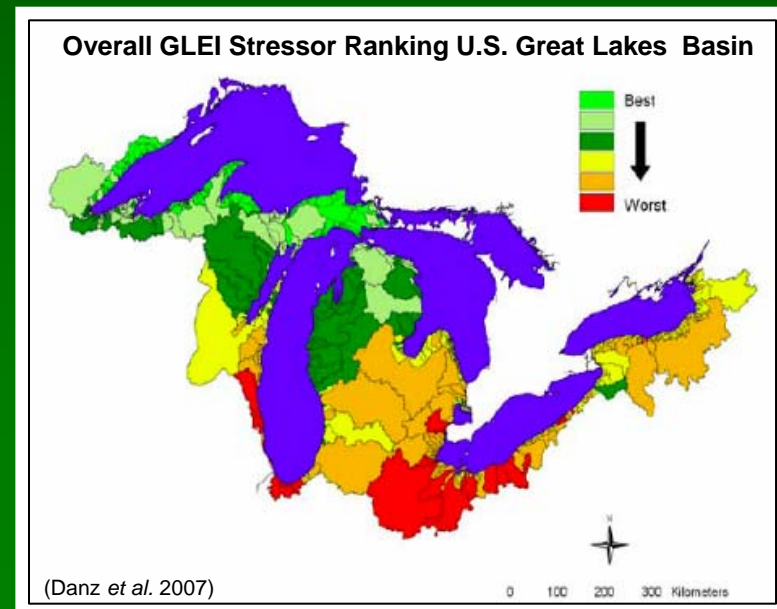 Overall GLEI Stressor Ranking U.S. Great Lakes Basin
Best
Worst
N
(Danz et al. 2007)
0 100 200 300 Kilometers